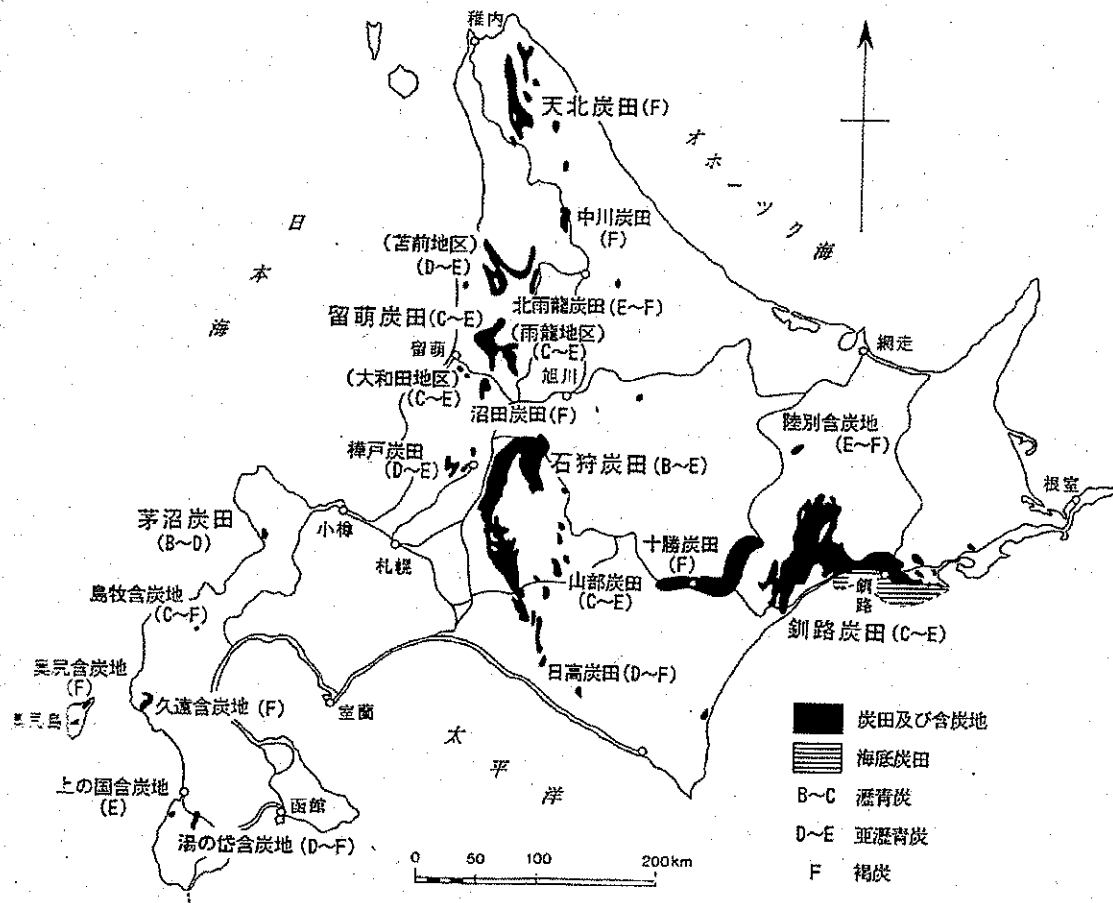 稚内
天北炭田(F)
オホーツク海
中川炭田
(F)
日本海
(苫前地区)
(D～E)
北雨龍炭田(E～F)
留萌炭田(C～E)
(雨龍地区)
(C～E)
留萌
旭川
網走
(大和田地区)
(C～E)
沼田炭田(F)
陸別含炭地
(E～F)
樺戸炭田
(D～E)
石狩炭田(B～E)
根室
茅沼炭田
(B～D)
小樽
札幌
十勝炭田
(F)
山部炭田
(C～E)
釧路
釧路炭田(C～E)
島牧含炭地
(C～F)
日高炭田(D～F)
奥尻含炭地
(F)
奥尻島
久遠含炭地(F)
室蘭
太平洋
上の国含炭地
(E)
函館
湯の岱含炭地(D～F)
炭田及び含炭地
海底炭田
B～C 瀝青炭
D～E 亜瀝青炭
F 褐炭
0 50 100 200km